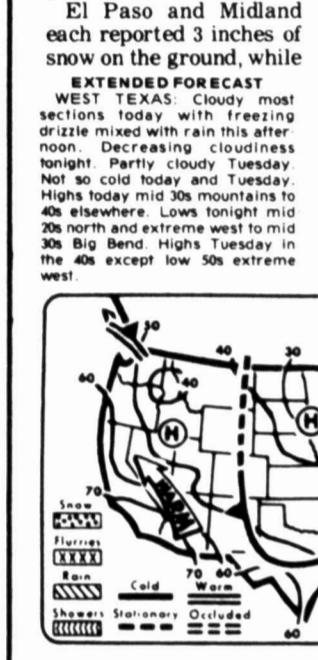 El Paso and Midland
each reported 3 inches of
snow on the ground, while
EXTENDED FORECAST
WEST TEXAS: Cloudy most
sections today with freezing
drizzle mixed with rain this after-
noon. Decreasing cloudiness
tonight. Partly cloudy Tuesday.
Not so cold today and Tuesday.
Highs today mid 30s mountains to
40s elsewhere. Lows tonight mid
20s north and extreme west to mid
30s Big Bend. Highs Tuesday in
the 40s except low 50s extreme
west.
50
40
30
60
40
H
H
WARM
70
Snow
Flurries
Rain
Showers
70
60
Cold
Warm
Stationary
Occluded
60